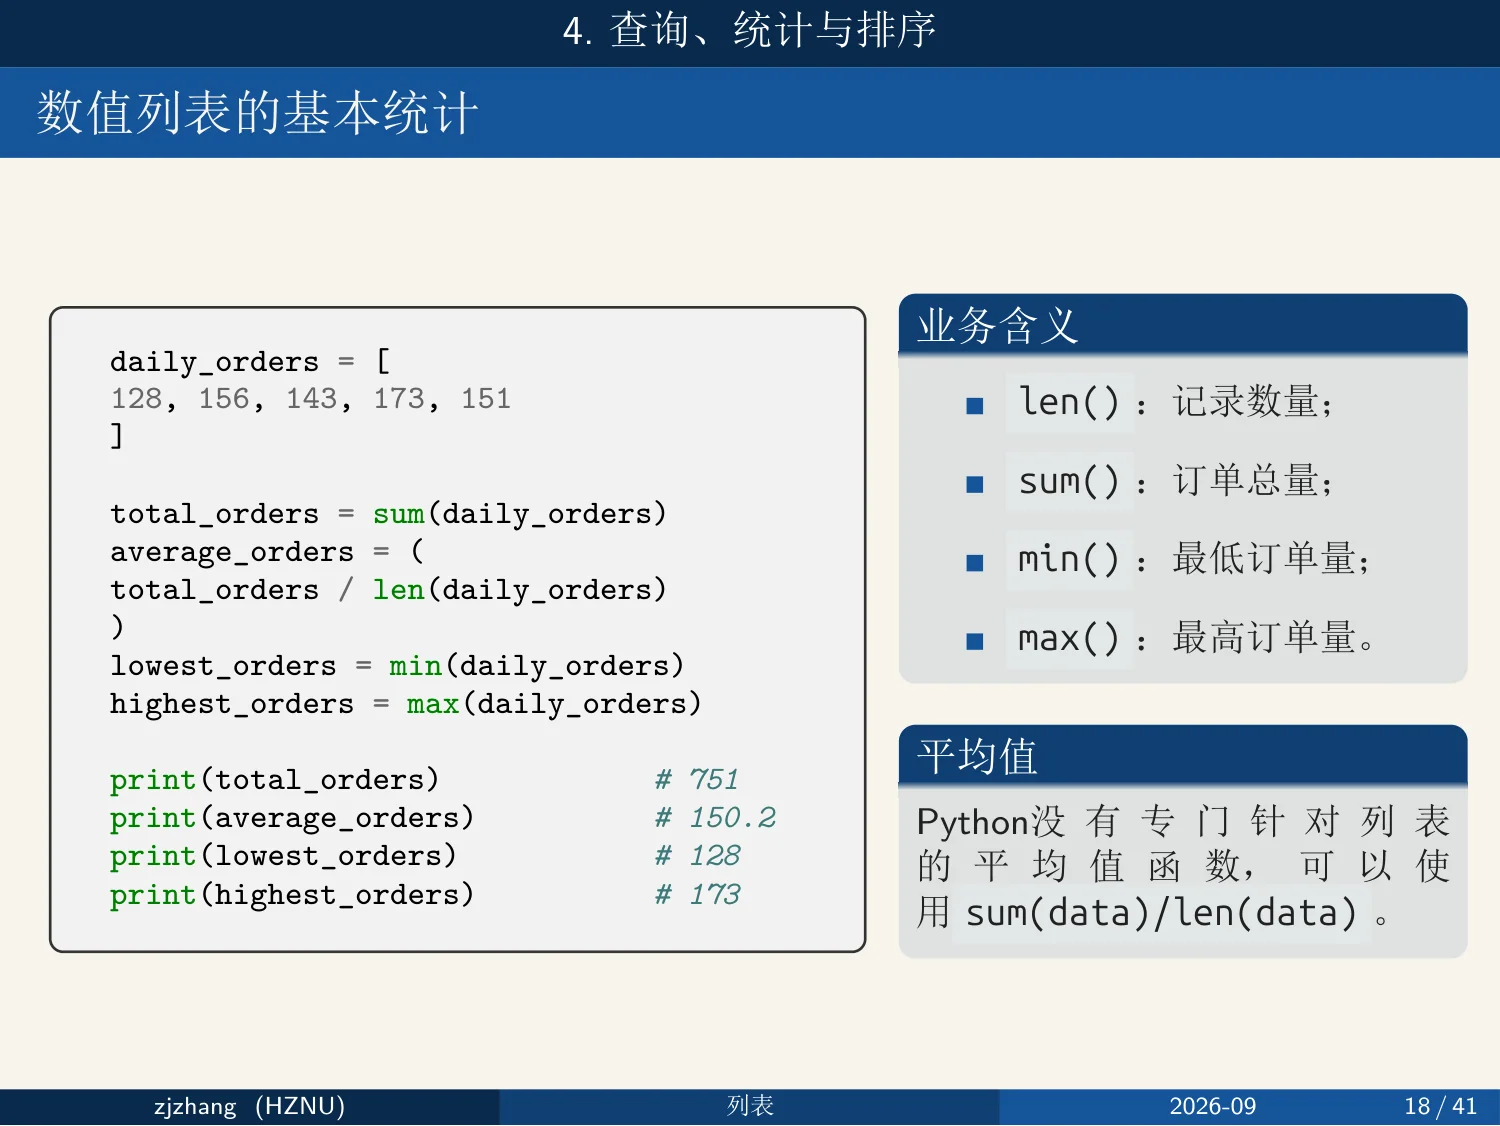 4. 查询、统计与排序
数值列表的基本统计
daily_orders = [
128, 156, 143, 173, 151
]
total_orders = sum(daily_orders)
average_orders = (
total_orders / len(daily_orders)
)
lowest_orders = min(daily_orders)
highest_orders = max(daily_orders)
print(total_orders) # 751
print(average_orders) # 150.2
print(lowest_orders) # 128
print(highest_orders) # 173
业务含义
len()：记录数量；
sum()：订单总量；
min()：最低订单量；
max()：最高订单量。
平均值
Python没有专门针对列表
的平均值函数，可以使
用 sum(data)/len(data) 。
zjzhang (HZNU) 列表 2026-09 18 / 41